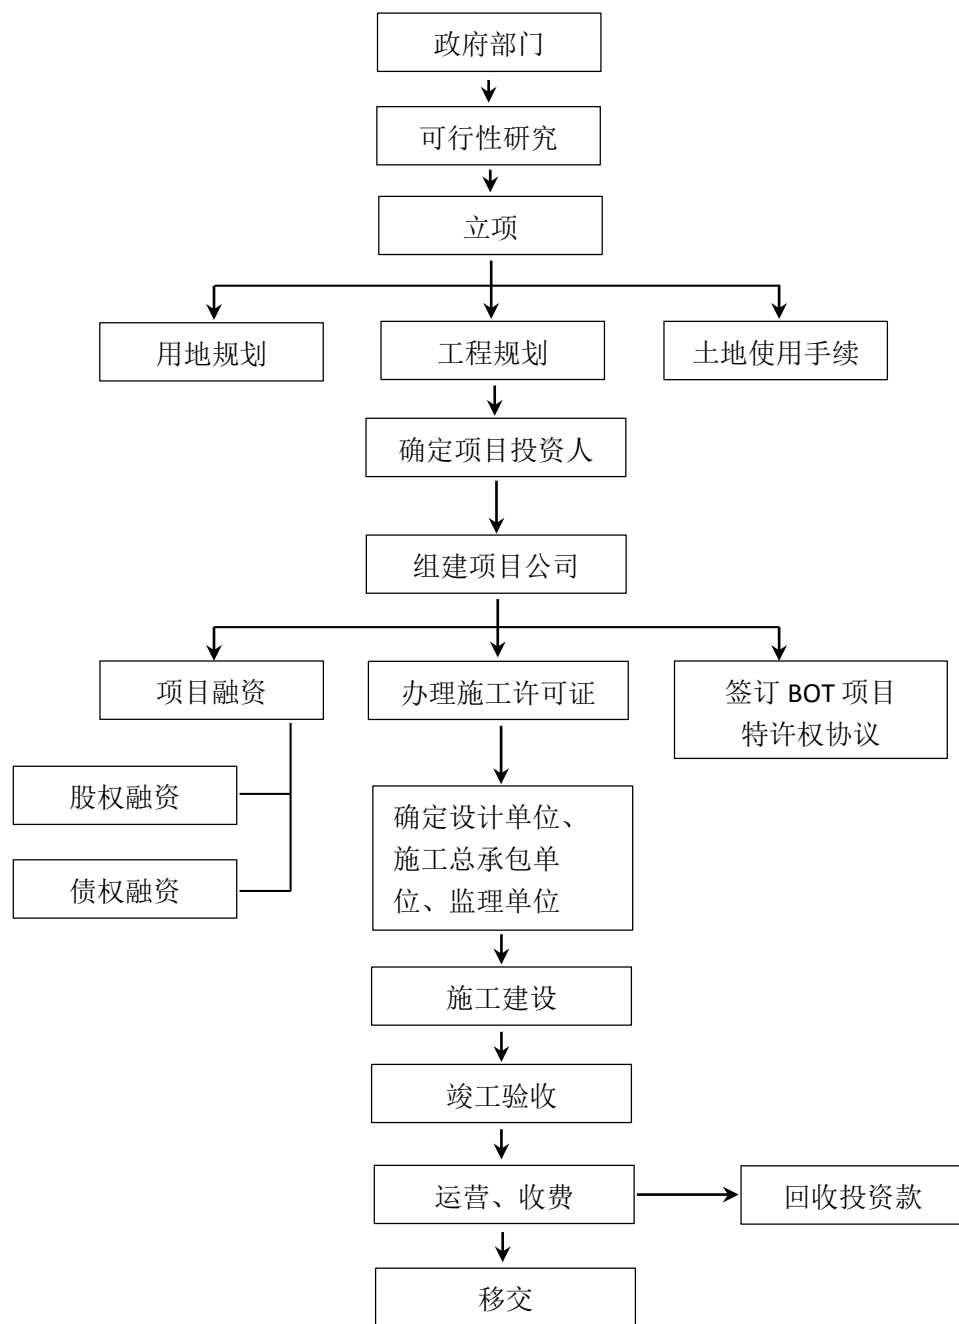 政府部门
可行性研究
立项
用地规划
工程规划
土地使用手续
确定项目投资人
组建项目公司
项目融资
办理施工许可证
签订 BOT 项目
特许权协议
股权融资
债权融资
确定设计单位、
施工总承包单
位、监理单位
施工建设
竣工验收
运营、收费
回收投资款
移交